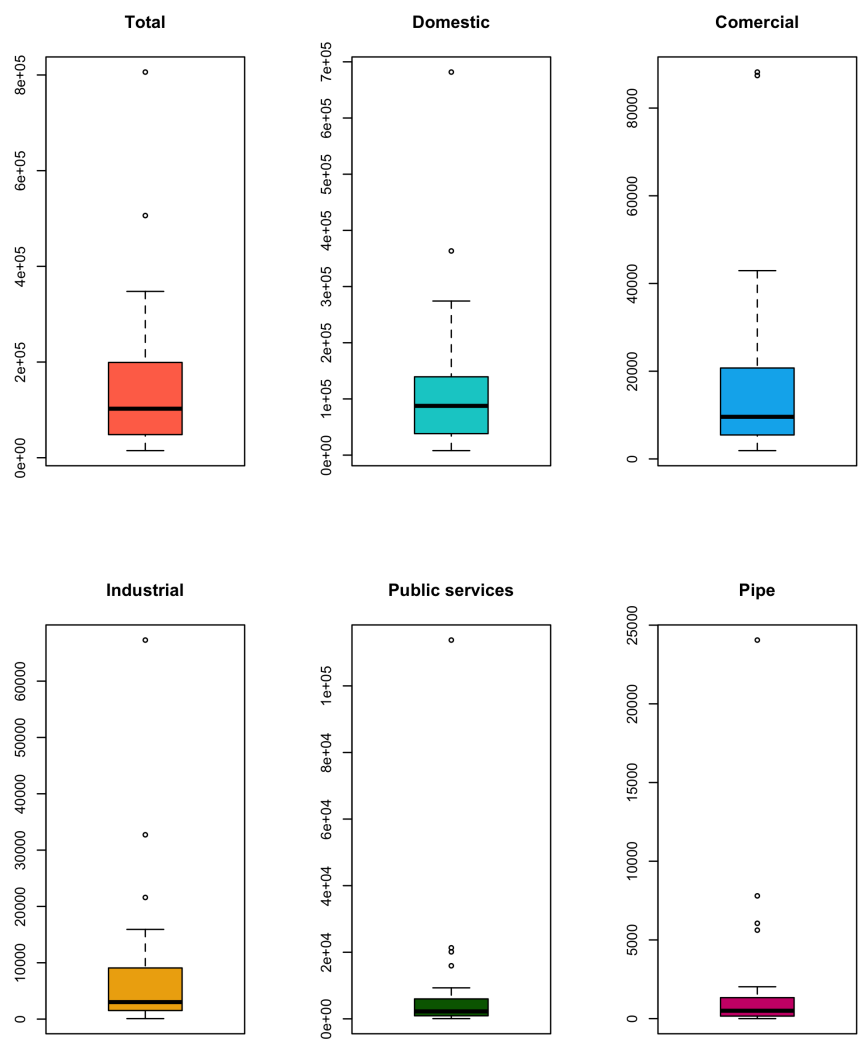 Total
8e+05
6e+05
4e+05
2e+05
0e+00
Domestic
7e+05
6e+05
5e+05
4e+05
3e+05
2e+05
1e+05
0e+00
Comercial
80000
60000
40000
20000
0
Industrial
60000
50000
40000
30000
20000
10000
0
Public services
1e+05
8e+04
6e+04
4e+04
2e+04
0e+00
Pipe
25000
20000
15000
10000
5000
0